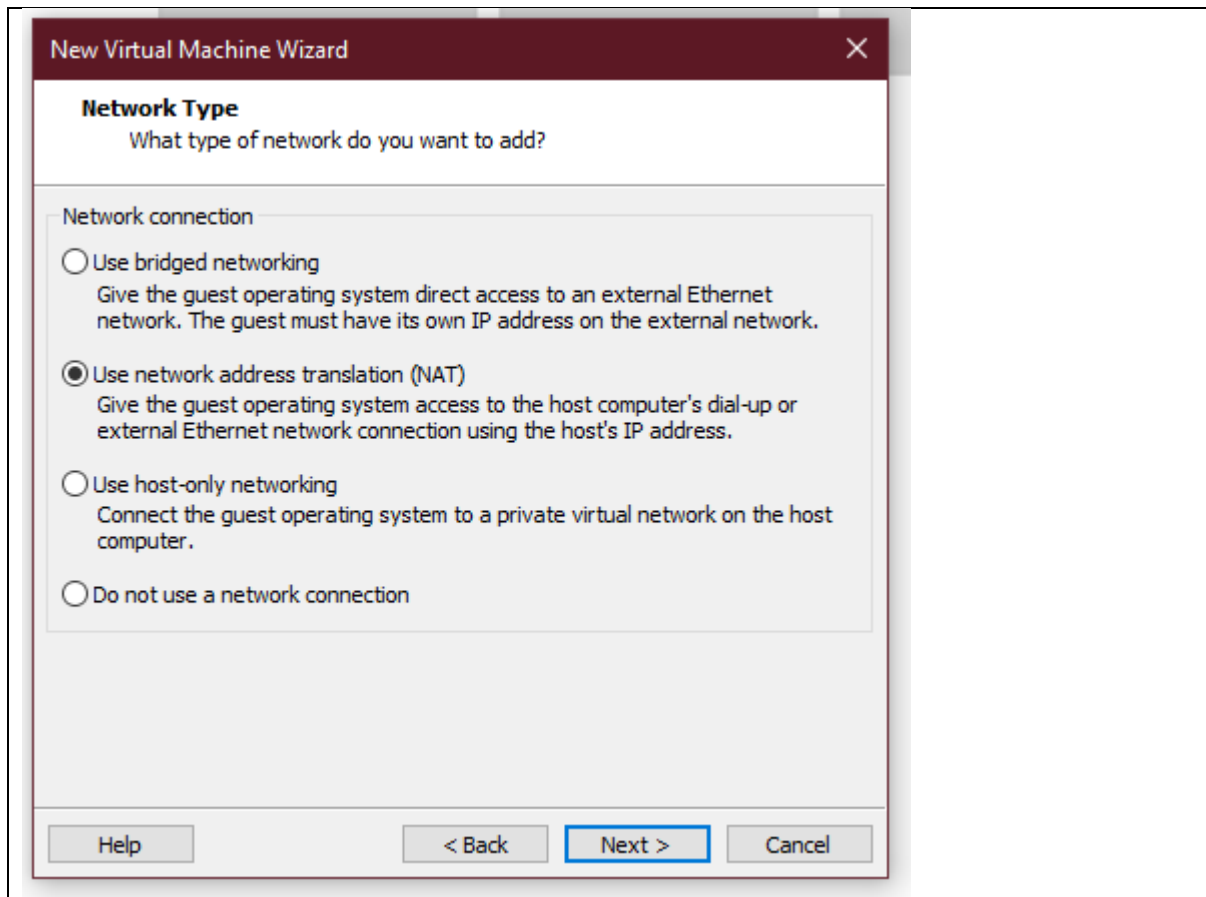 New Virtual Machine Wizard
Network Type
What type of network do you want to add?
Network connection
Use bridged networking
Give the guest operating system direct access to an external Ethernet
network. The guest must have its own IP address on the external network.
Use network address translation (NAT)
Give the guest operating system access to the host computer's dial-up or
external Ethernet network connection using the host's IP address.
Use host-only networking
Connect the guest operating system to a private virtual network on the host
computer.
Do not use a network connection
Help
< Back
Next >
Cancel